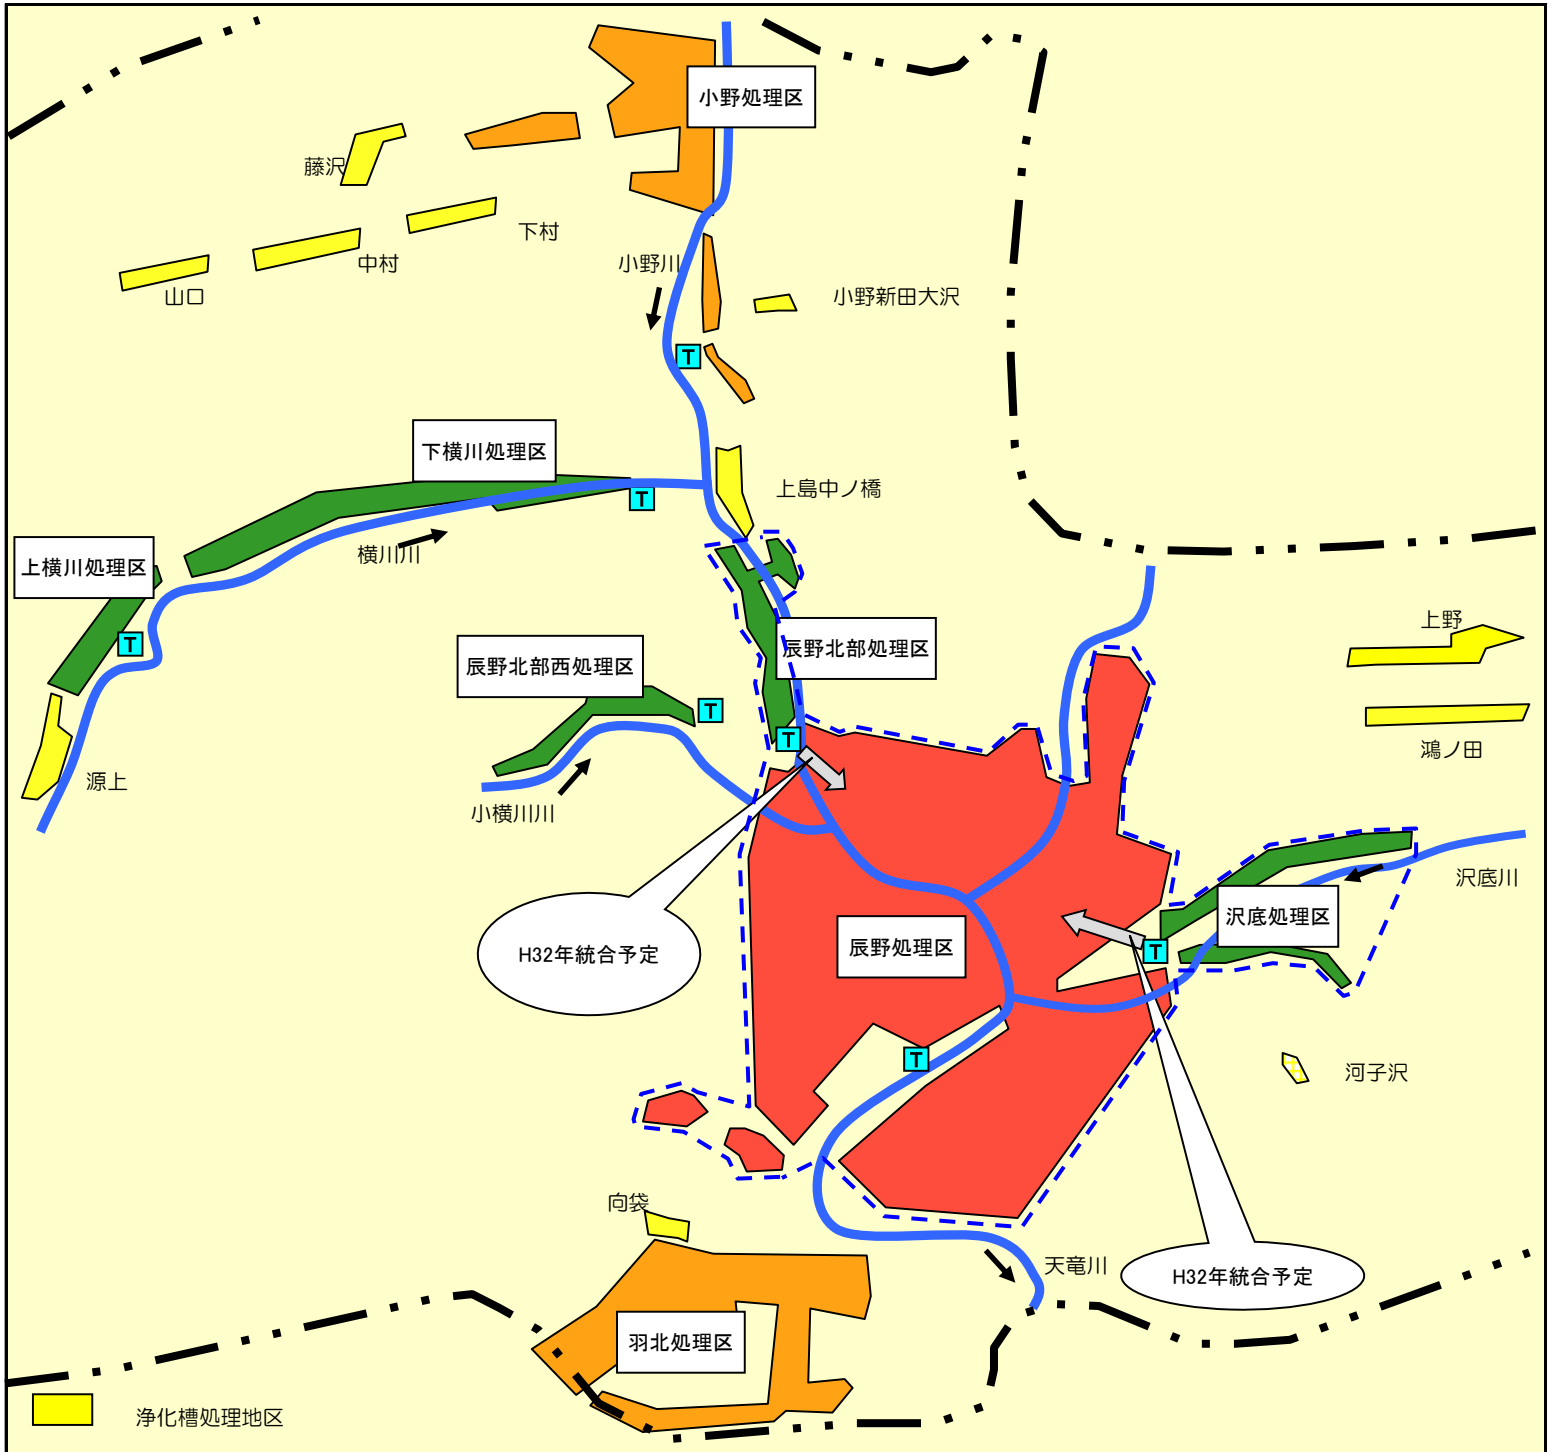 小野処理区
藤沢
下村
中村
小野川
山口
小野新田大沢
T
下横川処理区
上島中ノ橋
T
横川川
上横川処理区
T
上野
辰野北部西処理区
辰野北部処理区
T
T
鴻ノ田
源上
小横川川
沢底川
沢底処理区
H32年統合予定
辰野処理区
T
T
河子沢
向袋
天竜川
H32年統合予定
羽北処理区
浄化槽処理地区